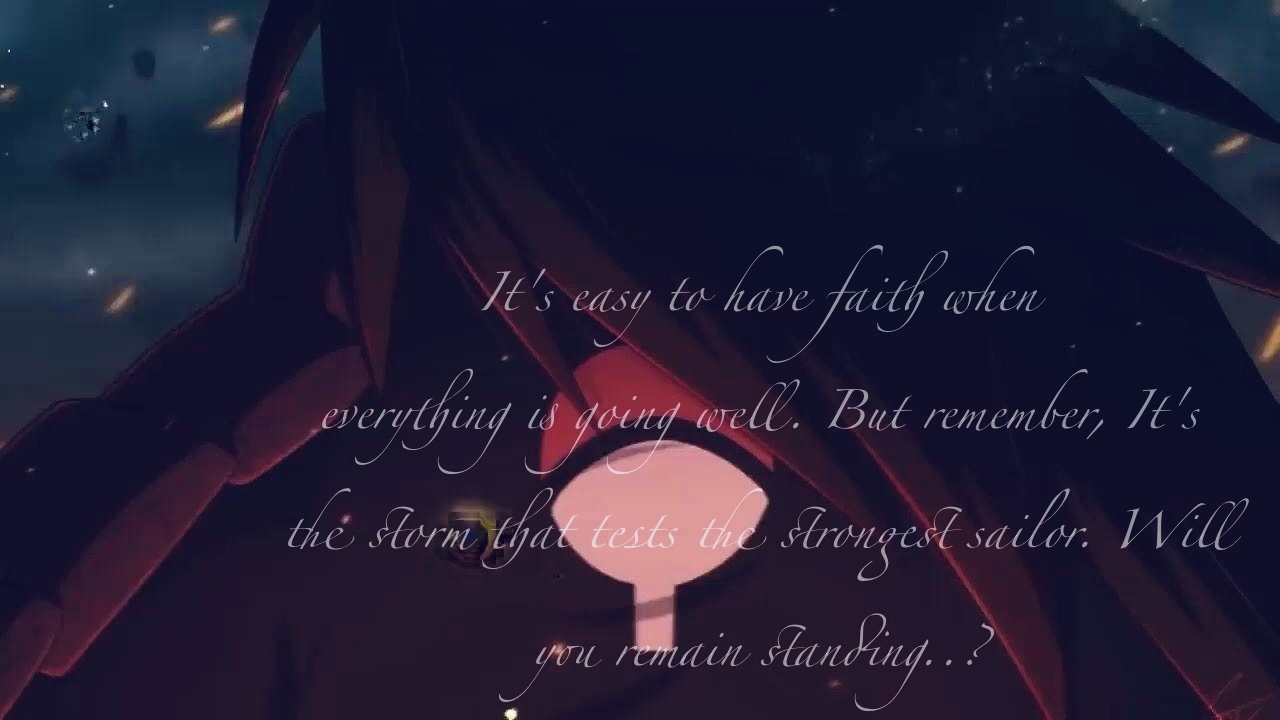 It's easy to have faith when
everything is going well. But remember, It's
the storm that tests the strongest sailor. Will
you remain standing. . ?